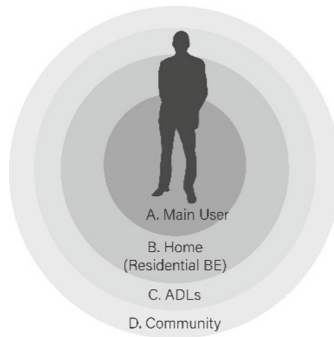 A. Main User
B. Home
(Residential BE)
C. ADLs
D. Community